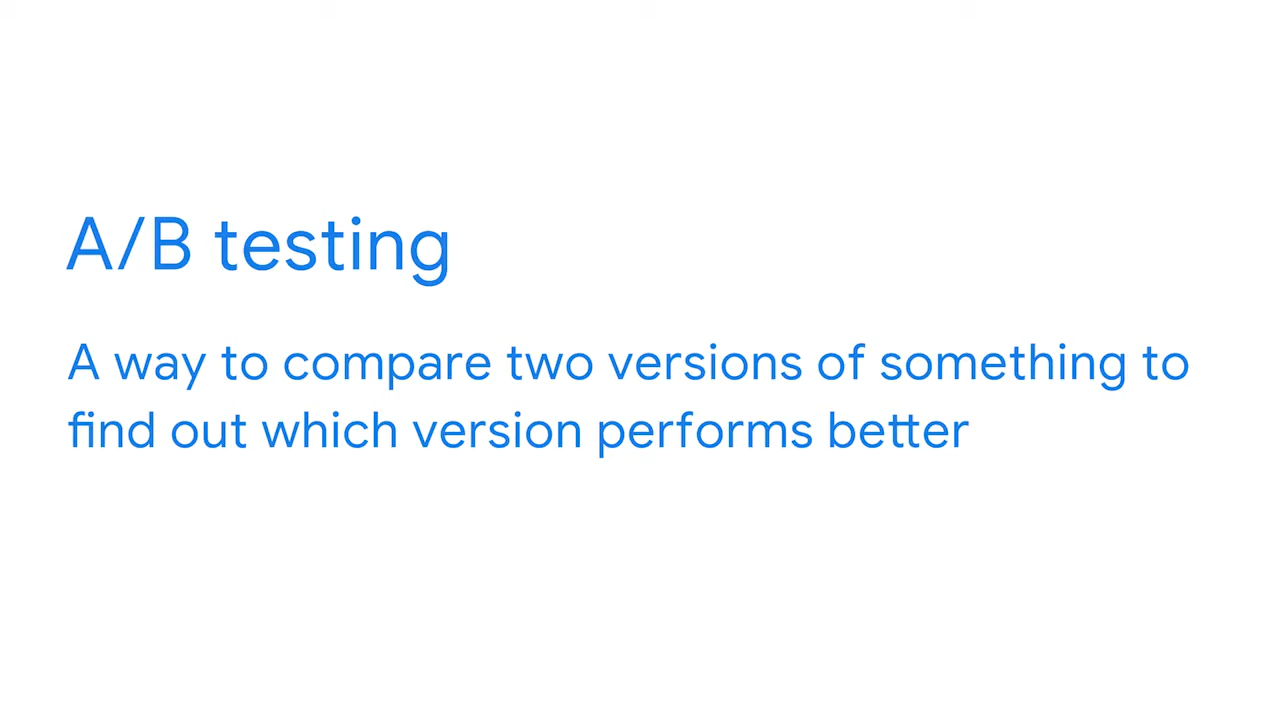 A/B testing
A way to compare two versions of something to
find out which version performs better